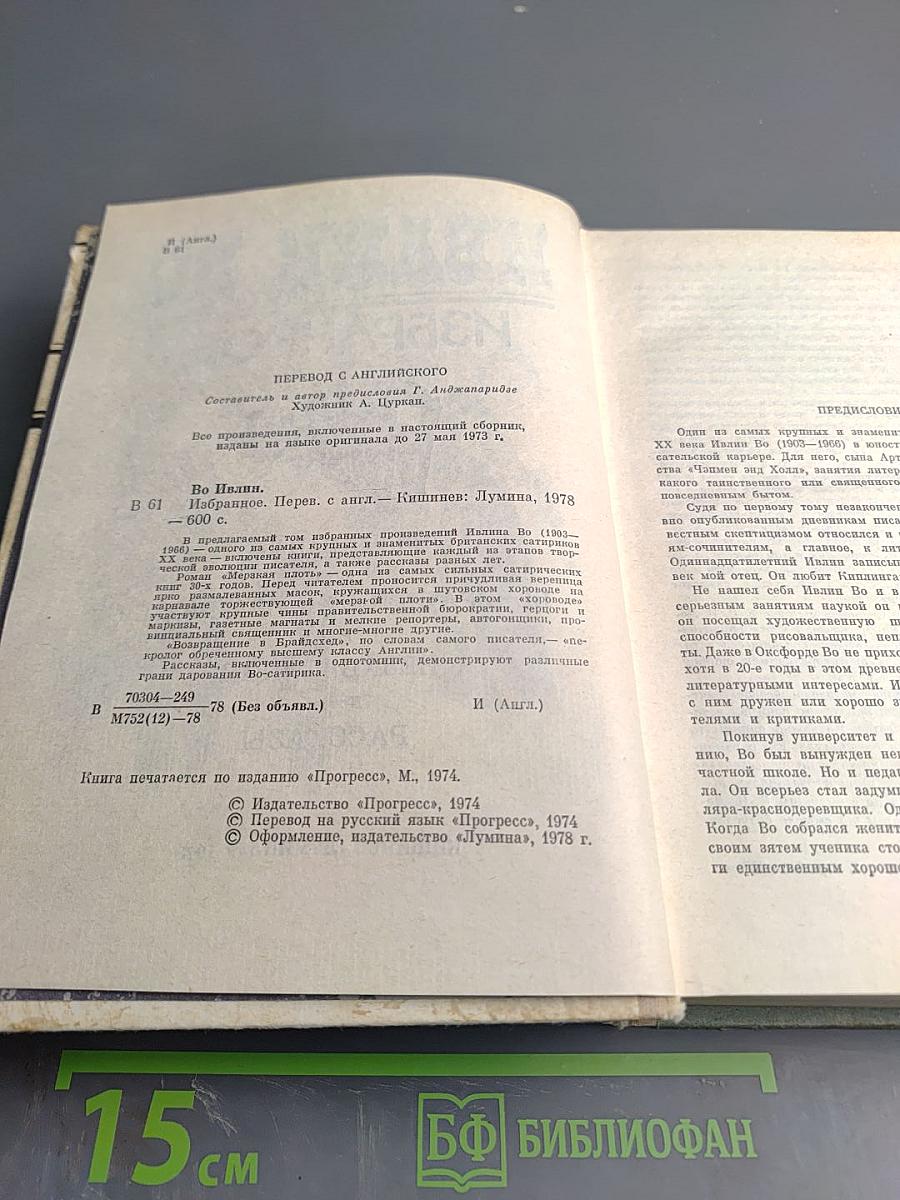 И (Англ.)
В 61
ПЕРЕВОД С АНГЛИЙСКОГО
Составитель и автор предисловия Г. Анджапаридзе
Художник А. Цуркан.
Все произведения, включенные в настоящий сборник,
изданы на языке оригинала до 27 мая 1973 г.
Во Ивлин.
В 61 Избранное. Перев. с англ.— Кишинев: Лумина, 1978
— 600 с.
В предлагаемый том избранных произведений Ивлина Во (1903—
1966) — одного из самых крупных и знаменитых британских сатириков
XX века — включены книги, представляющие каждый из этапов твор-
ческой эволюции писателя, а также рассказы разных лет.
Роман «Мерзкая плоть» — одна из самых сильных сатирических
книг 30-х годов. Перед читателем проносится причудливая вереница
ярко размалеванных масок, кружащихся в шутовском хороводе на
карнавале торжествующей «мерзкой плоти». В этом «хороводе»
участвуют крупные чины правительственной бюрократии, герцоги и
маркизы, газетные магнаты и мелкие репортеры, автогонщики, про-
винциальный священник и многие-многие другие.
«Возвращение в Брайдсхед», по словам самого писателя,— «не-
кролог обреченному высшему классу Англии».
Рассказы, включенные в однотомник, демонстрируют различные
грани дарования Во-сатирика.
70304—249
В М752(12)—78 78 (Без объявл.) И (Англ.)
Книга печатается по изданию «Прогресс», М., 1974.
© Издательство «Прогресс», 1974
© Перевод на русский язык «Прогресс», 1974
© Оформление, издательство «Лумина», 1978 г.
ПРЕДИСЛОВИ
Один из самых крупных и знаменит
XX века Ивлин Во (1903—1966) в юност
сательской карьере. Для него, сына Арт
ства «Чэпмен энд Холл», занятия литер
какого таинственного или священного
повседневным бытом.
Судя по первому тому незакончен
вно опубликованным дневникам писа
вестным скептицизмом относился и
ям-сочинителям, а главное, к лит
Одиннадцатилетний Ивлин записы
век мой отец. Он любит Киплинга
Не нашел себя Ивлин Во и в
серьезным занятиям наукой он
он посещал художественную
способности рисовальщика, неп
ты. Даже в Оксфорде Во не прихо
хотя в 20-е годы в этом древне
литературными интересами. И
с ним дружен или хорошо з
телями и критиками.
Покинув университет и
нию, Во был вынужден не
частной школе. Но и педа
ла. Он всерьез стал задум
ляра-краснодеревщика. Од
Когда Во собрался женит
своим зятем ученика сто
ги единственным хорош
15 см
БФ БИБЛИОФАН